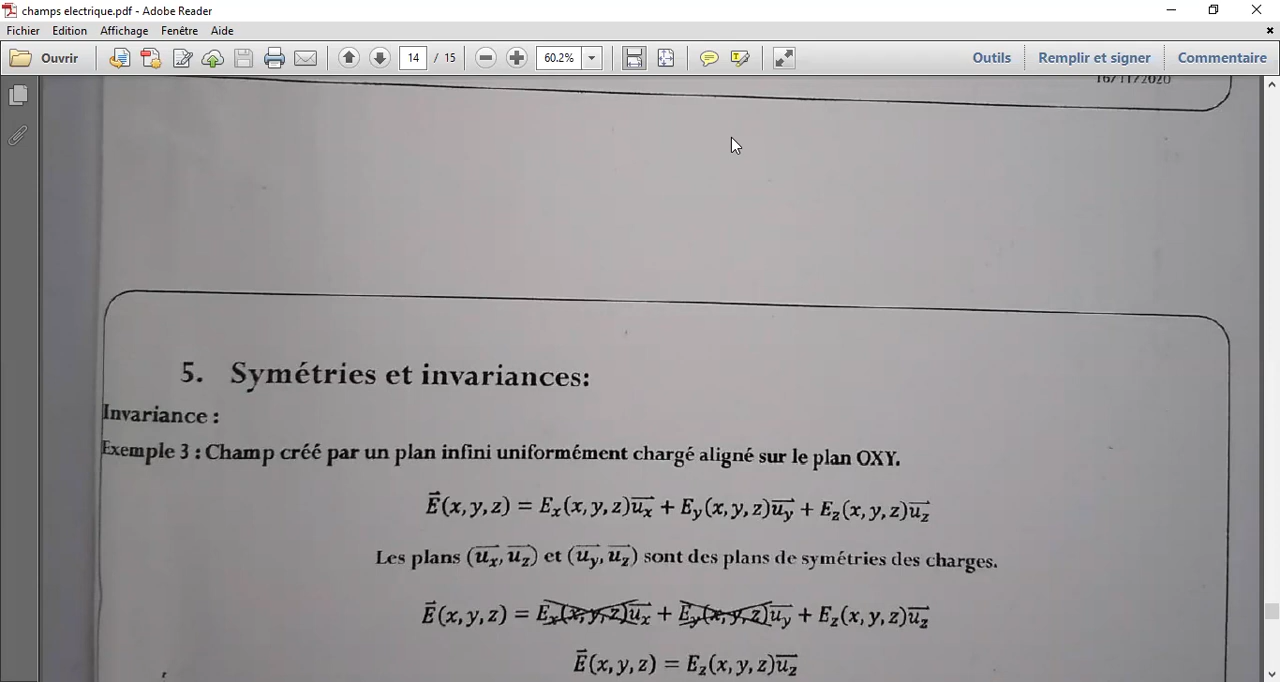 champs electrique.pdf - Adobe Reader
Fichier Edition Affichage Fenêtre Aide
Ouvrir 14 / 15 60.2% Outils Remplir et signer Commentaire
16/11/2020
5. Symétries et invariances:
Invariance :
Exemple 3 : Champ créé par un plan infini uniformément chargé aligné sur le plan OXY.
E⃗(x, y, z) = Eₓ(x, y, z)u⃗ₓ + E_y(x, y, z)u⃗_y + E_z(x, y, z)u⃗_z
Les plans (u⃗ₓ, u⃗_z) et (u⃗_y, u⃗_z) sont des plans de symétries des charges.
E⃗(x, y, z) = Eₓ(x, y, z)u⃗ₓ + E_y(x, y, z)u⃗_y + E_z(x, y, z)u⃗_z
E⃗(x, y, z) = E_z(x, y, z)u⃗_z